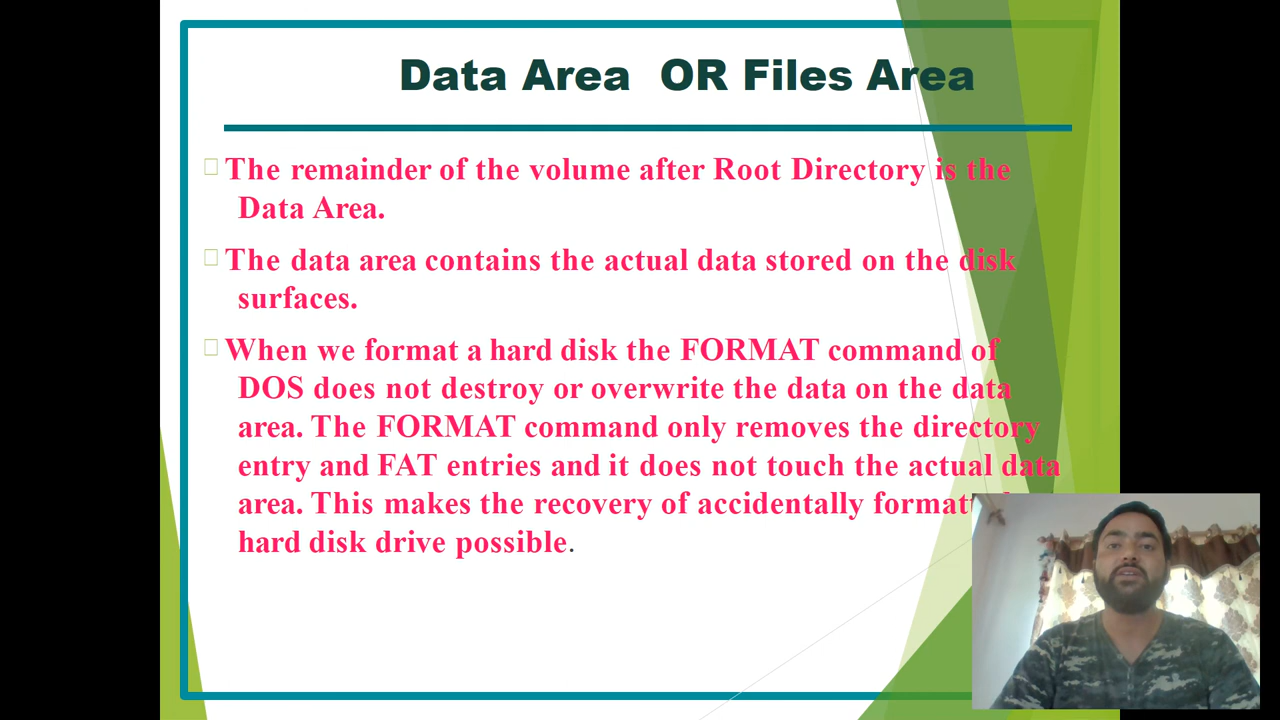 Data Area OR Files Area
The remainder of the volume after Root Directory is the
Data Area.
The data area contains the actual data stored on the disk
surfaces.
When we format a hard disk the FORMAT command of
DOS does not destroy or overwrite the data on the data
area. The FORMAT command only removes the directory
entry and FAT entries and it does not touch the actual data
area. This makes the recovery of accidentally
hard disk drive possible.